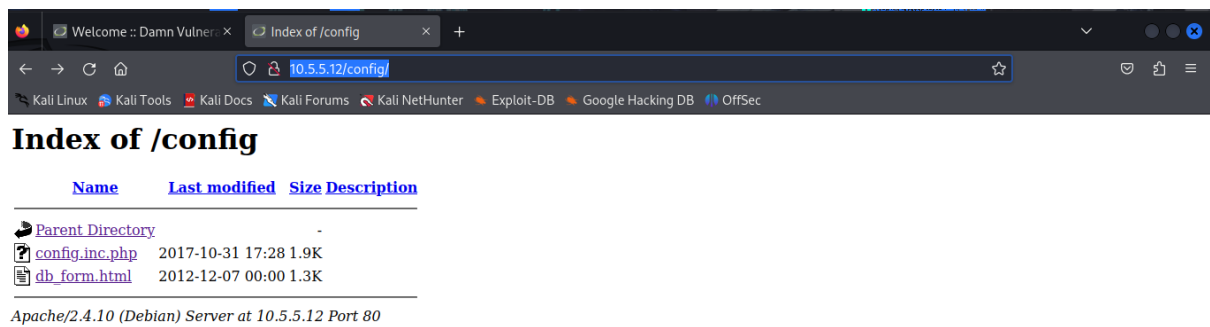 Welcome :: Damn Vulnera
Index of /config
10.5.5.12/config/
Kali Linux Kali Tools Kali Docs Kali Forums Kali NetHunter Exploit-DB Google Hacking DB OffSec
Index of /config
Name Last modified Size Description
Parent Directory -
config.inc.php 2017-10-31 17:28 1.9K
db_form.html 2012-12-07 00:00 1.3K
Apache/2.4.10 (Debian) Server at 10.5.5.12 Port 80